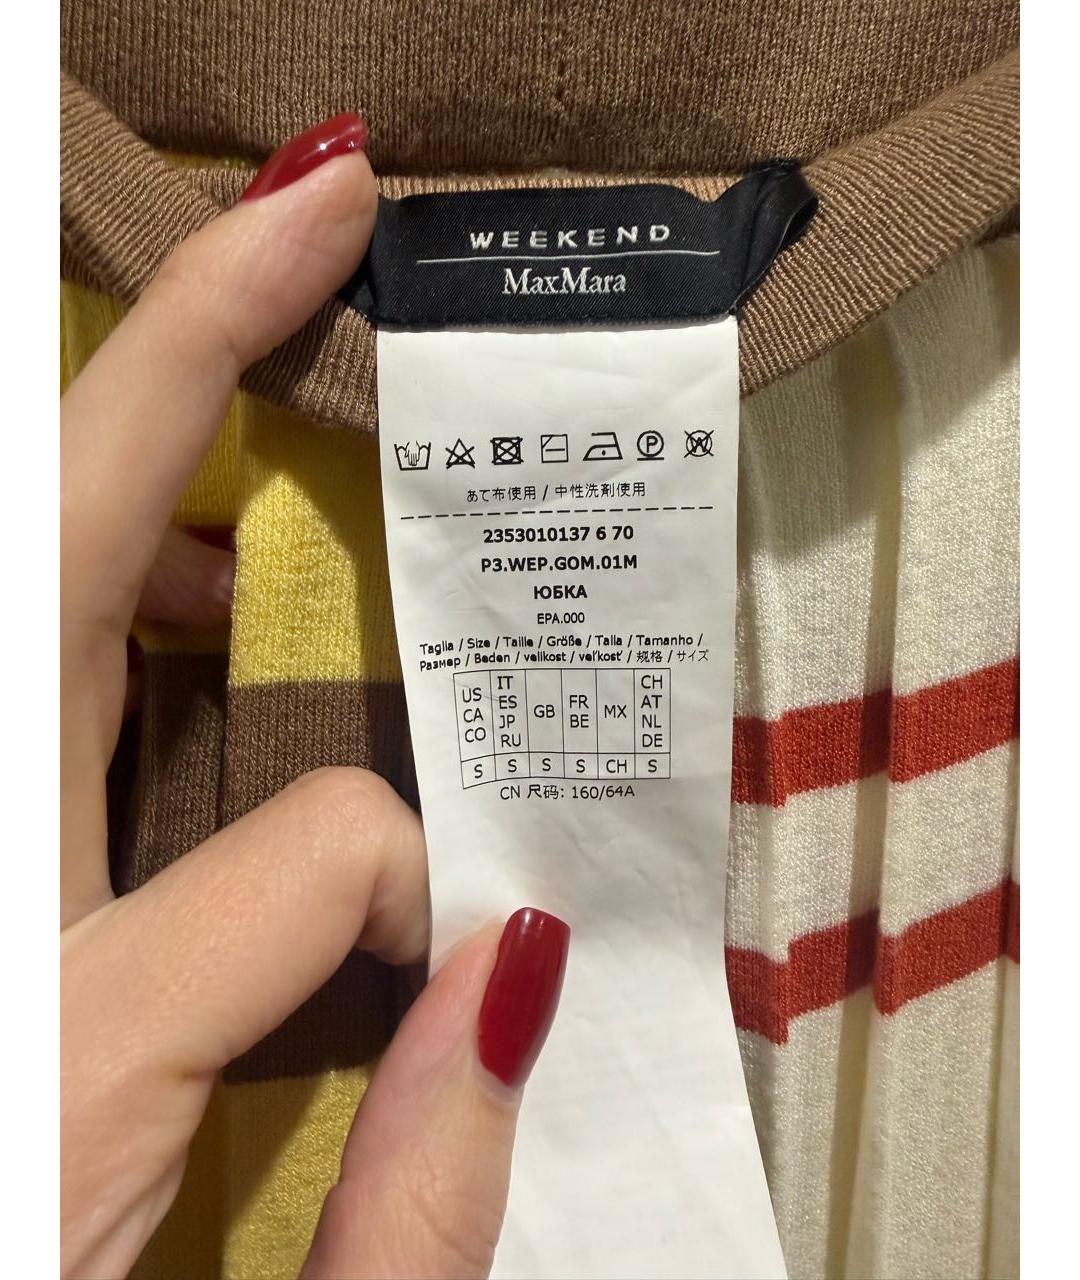 WEEKEND
MaxMara
あて布使用 / 中性洗剤使用
2353010137 6 70
P3.WEP.GOM.01M
ЮБКА
EPA.000
Taglia / Size / Taille / Größe / Talla / Tamanho /
Размер / Beden / velikost / veľkosť / 规格 / サイズ
US CA CO IT ES JP RU GB FR BE MX CH AT NL DE
S S S S CH S
CN 尺码: 160/64A